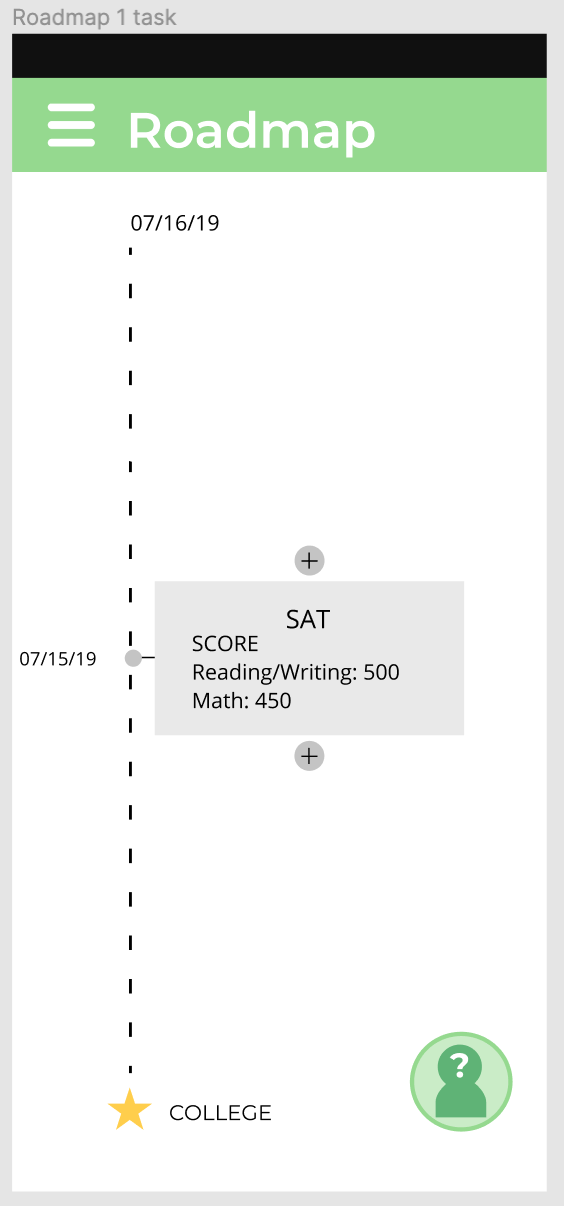 Roadmap 1 task
Roadmap
07/16/19
SAT
SCORE
07/15/19
Reading/Writing: 500
Math: 450
?
COLLEGE